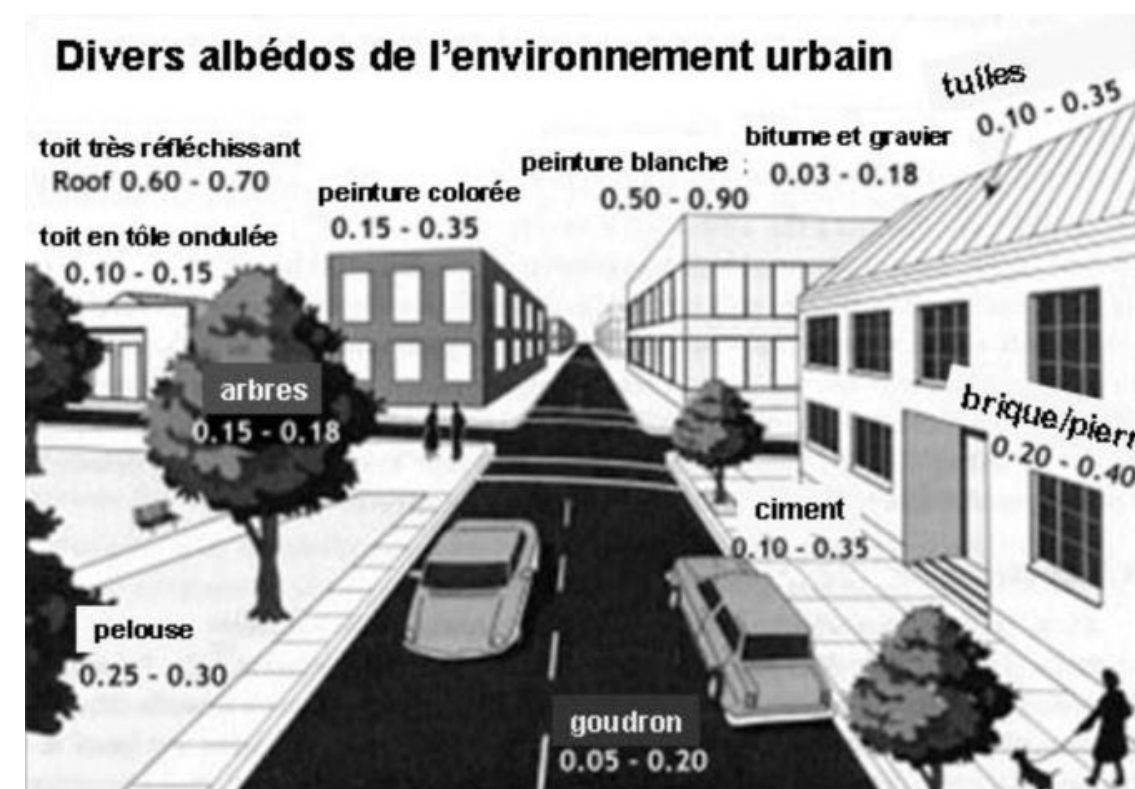 Divers albédos de l'environnement urbain
tuiles
0.10 - 0.35
bitume et gravier
0.03 - 0.18
toit très réfléchissant
Roof 0.60 - 0.70
peinture blanche :
0.50 - 0.90
peinture colorée
0.15 - 0.35
toit en tôle ondulée
0.10 - 0.15
arbres
0.15 - 0.18
brique/pierr
0.20 - 0.40
ciment
0.10 - 0.35
pelouse
0.25 - 0.30
goudron
0.05 - 0.20